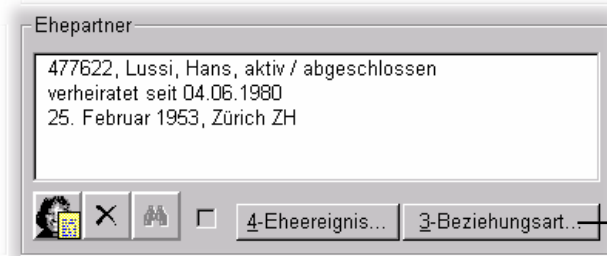 Ehepartner
477622, Lussi, Hans, aktiv / abgeschlossen
verheiratet seit 04.06.1980
25. Februar 1953, Zürich ZH
4-Eheereignis... 3-Beziehungsart...